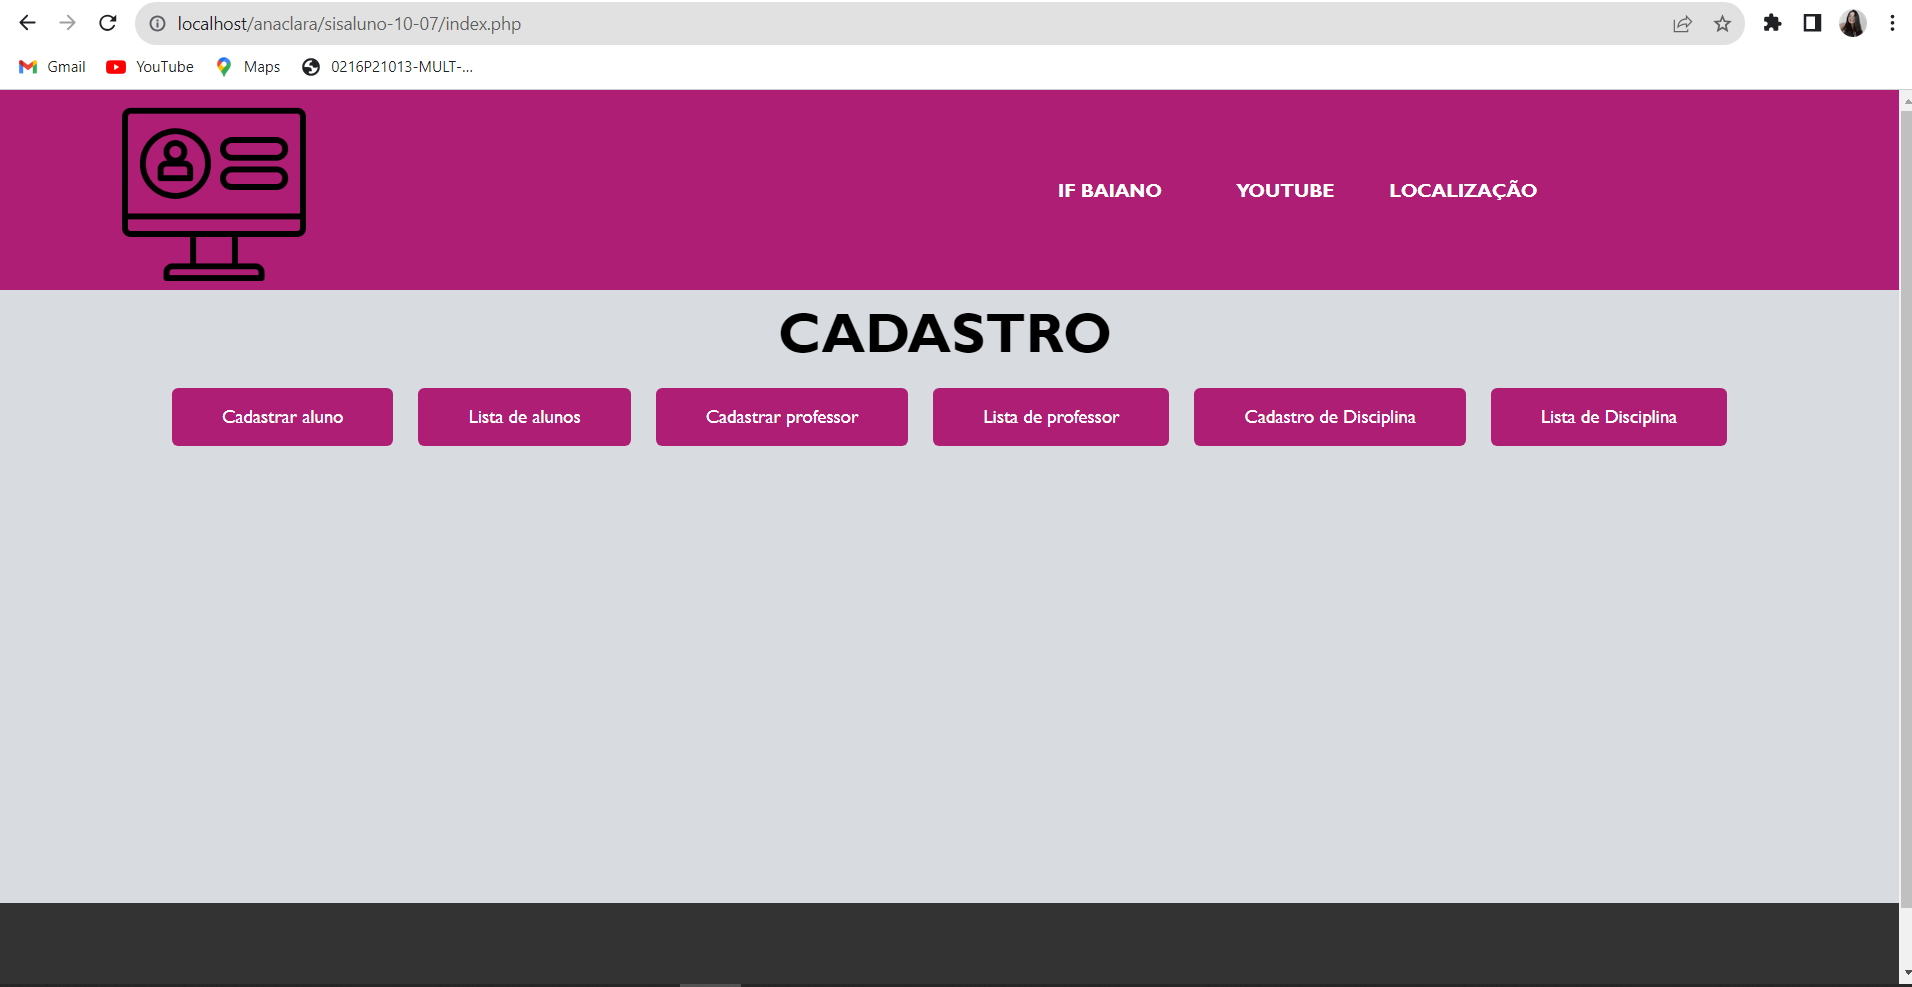 localhost/anaclara/sisaluno-10-07/index.php
Gmail YouTube Maps 0216P21013-MULT-...
IF BAIANO YOUTUBE LOCALIZAÇÃO
CADASTRO
Cadastrar aluno Lista de alunos Cadastrar professor Lista de professor Cadastro de Disciplina Lista de Disciplina